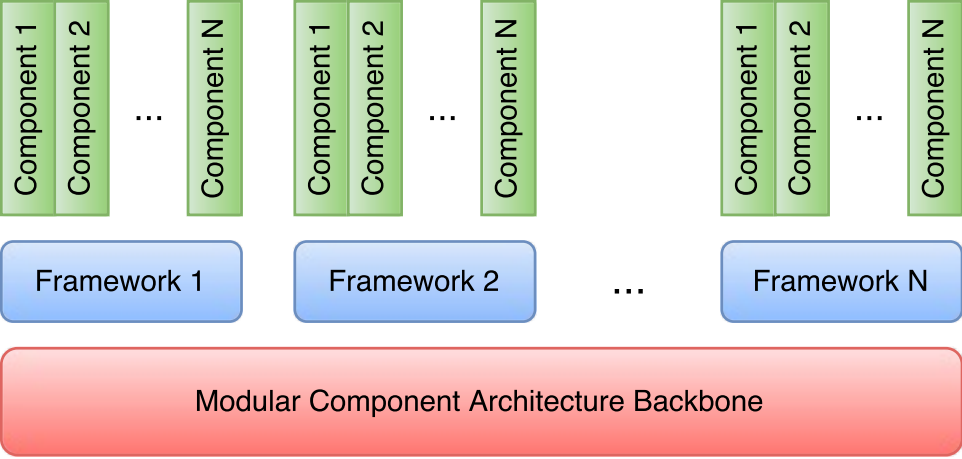 Component 1
Component 2
...
Component N
Component 1
Component 2
...
Component N
Component 1
Component 2
...
Component N
Framework 1
Framework 2
...
Framework N
Modular Component Architecture Backbone